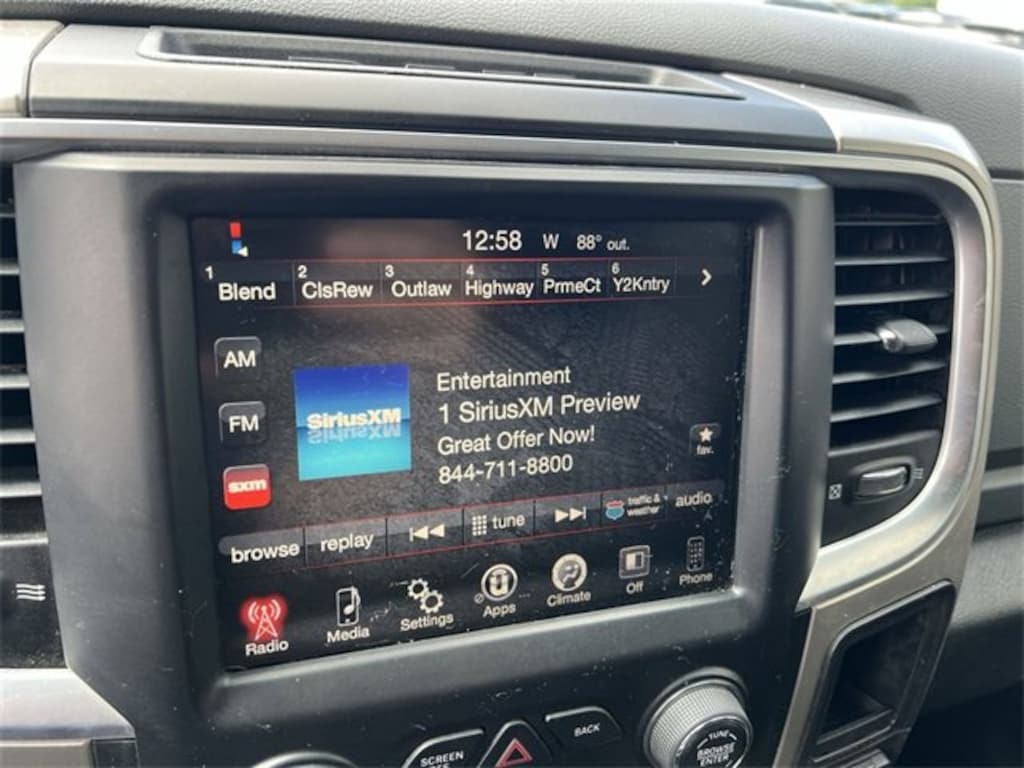 12:58 W 88° out.
1 Blend 2 ClsRew 3 Outlaw 4 Highway 5 PrmeCt 6 Y2Kntry
AM
FM
sxm
SiriusXM
Entertainment
1 SiriusXM Preview
Great Offer Now!
844-711-8800
fav.
browse replay tune traffic & weather audio
Radio Media Settings Apps Climate Off Phone
SCREEN
BACK
TUNE
BROWSE
ENTER